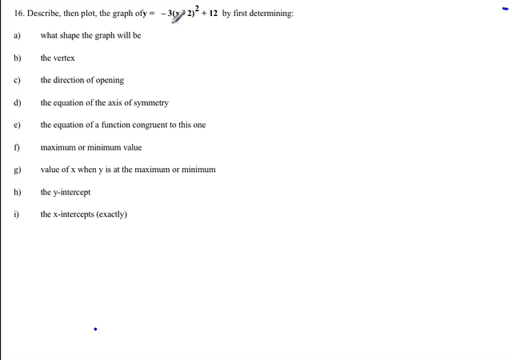 16. Describe, then plot, the graph ofy = − 3(x 2)² + 12 by first determining:
a) what shape the graph will be
b) the vertex
c) the direction of opening
d) the equation of the axis of symmetry
e) the equation of a function congruent to this one
f) maximum or minimum value
g) value of x when y is at the maximum or minimum
h) the y-intercept
i) the x-intercepts (exactly)